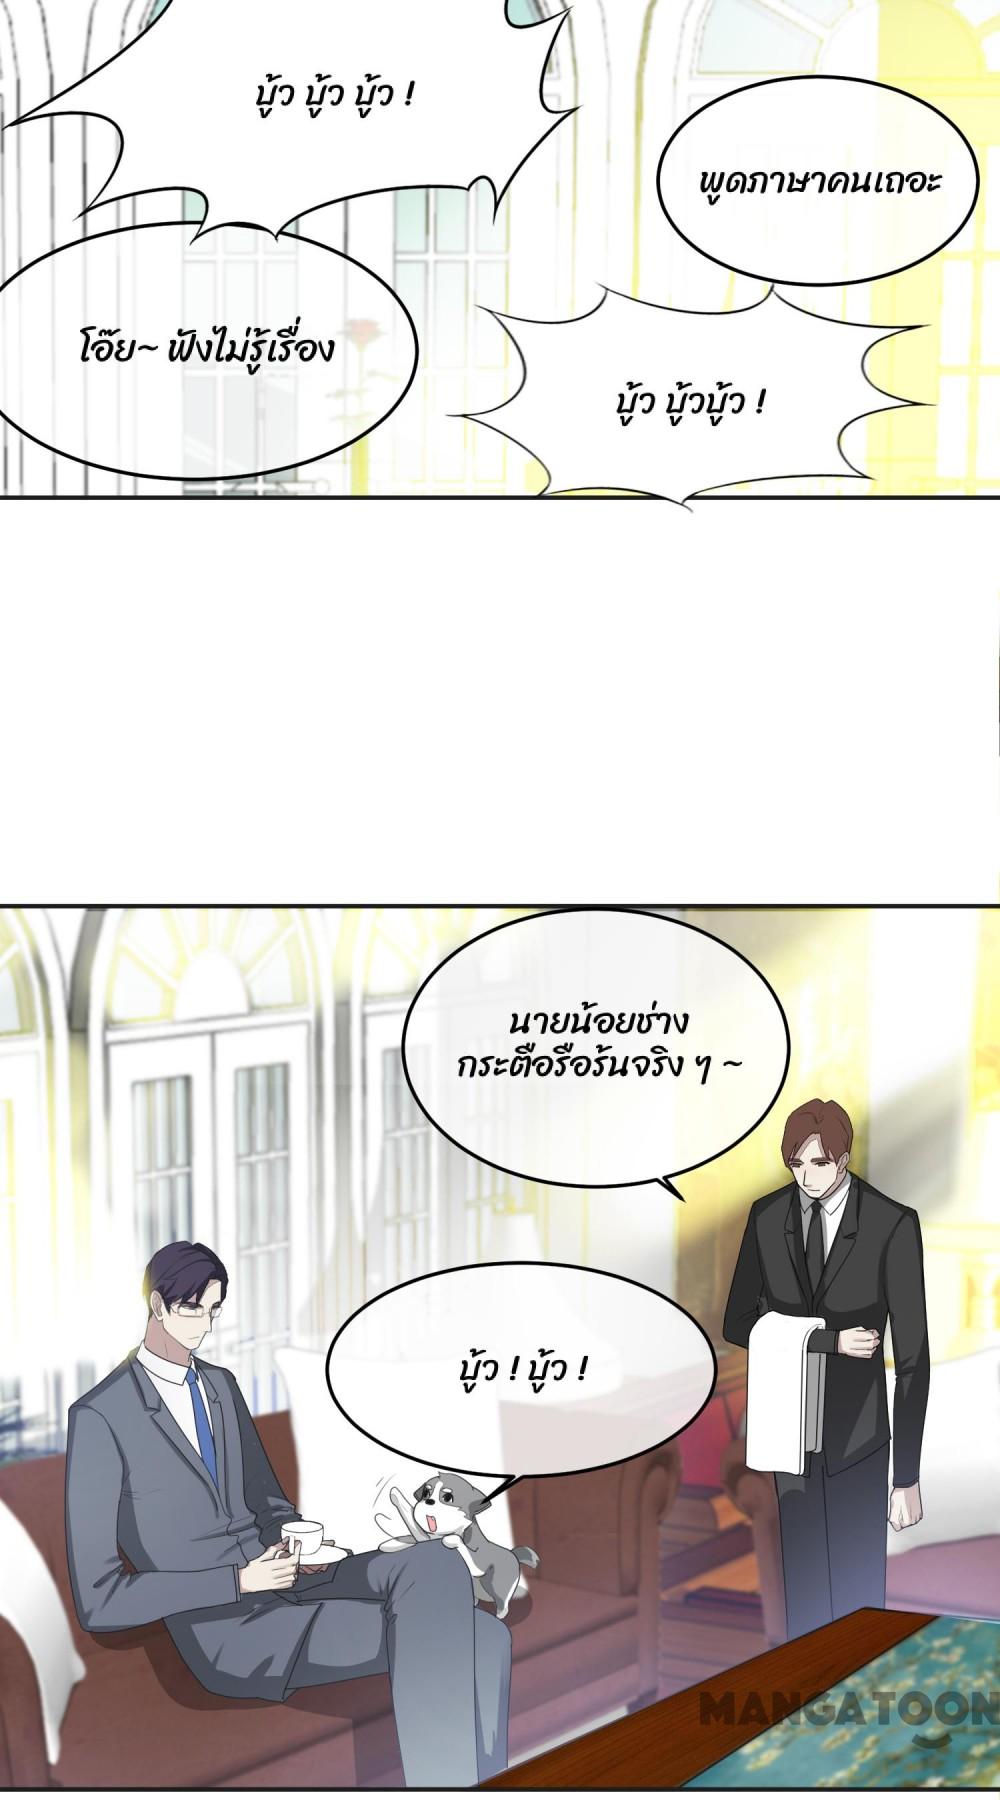 บู้ว บู้ว บู้ว !
พูดภาษาคนเถอะ
โอ๊ย~ ฟังไม่รู้เรื่อง
บู้ว บู้วบู้ว !
นายน้อยช่าง
กระตือรือร้นจริง ๆ ~
บู้ว ! บู้ว !
MANGATOON